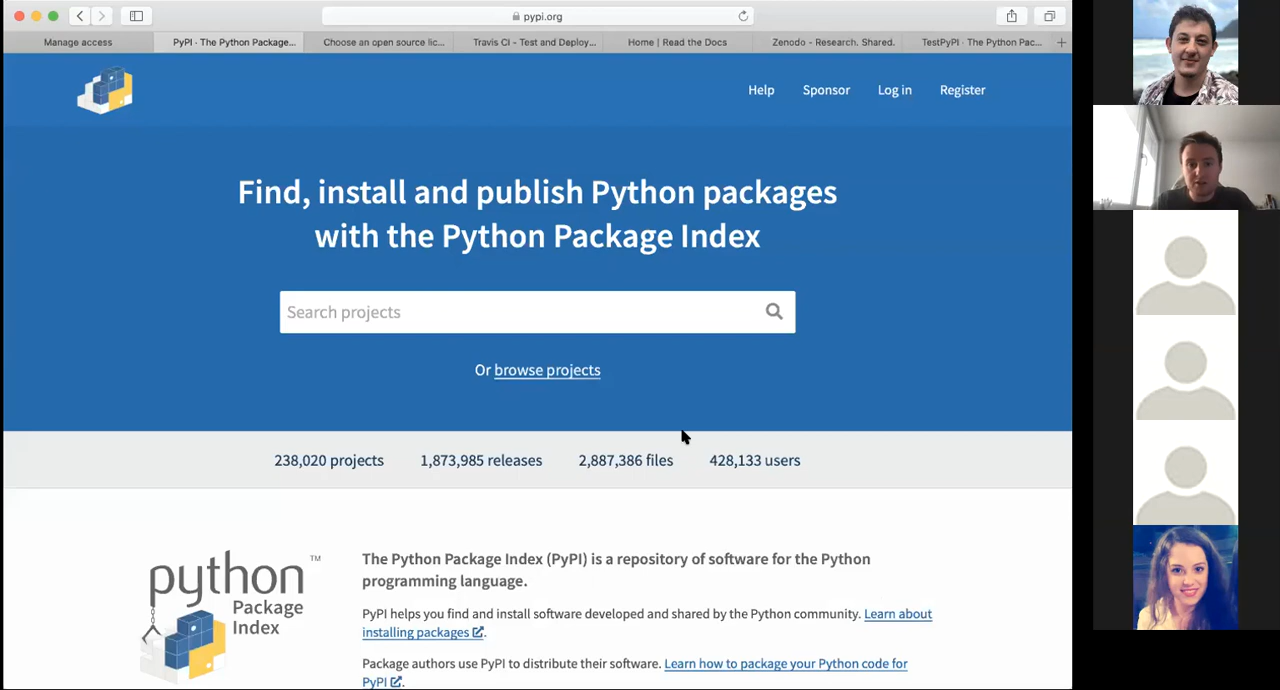 pypi.org
Manage access
PyPI · The Python Package...
Choose an open source lic...
Travis CI - Test and Deploy...
Home | Read the Docs
Zenodo - Research. Shared.
TestPyPI · The Python Pac...
Help
Sponsor
Log in
Register
Find, install and publish Python packages
with the Python Package Index
Search projects
Or browse projects
238,020 projects
1,873,985 releases
2,887,386 files
428,133 users
python™
Package
Index
The Python Package Index (PyPI) is a repository of software for the Python
programming language.
PyPI helps you find and install software developed and shared by the Python community. Learn about
installing packages.
Package authors use PyPI to distribute their software. Learn how to package your Python code for
PyPI.